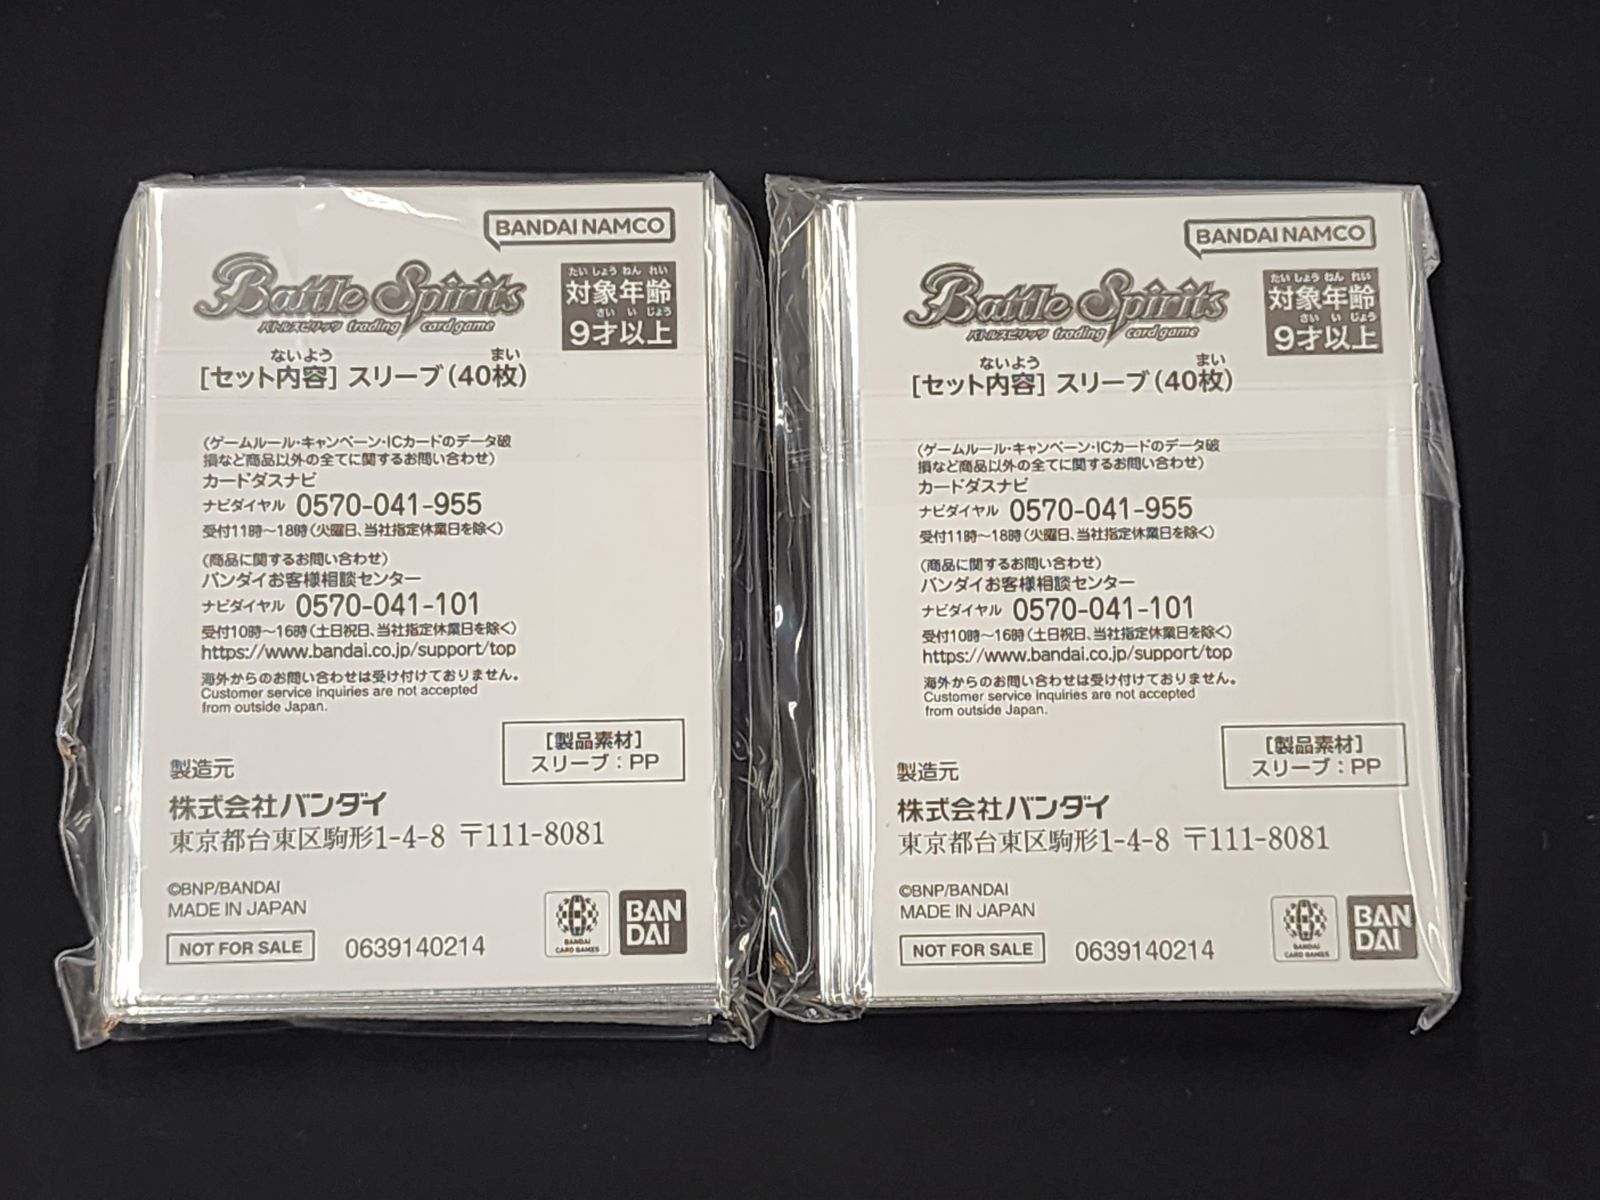 BANDAI NAMCO
Battle Spirits
バトルスピリッツ trading card game
たいしょうねんれい
対象年齢
さいいじょう
9才以上
ないよう まい
[セット内容] スリーブ(40枚)
(ゲームルール・キャンペーン・ICカードのデータ破
損など商品以外の全てに関するお問い合わせ)
カードダスナビ
ナビダイヤル 0570-041-955
受付11時～18時(火曜日、当社指定休業日を除く)
(商品に関するお問い合わせ)
バンダイお客様相談センター
ナビダイヤル 0570-041-101
受付10時～16時(土日祝日、当社指定休業日を除く)
https://www.bandai.co.jp/support/top
海外からのお問い合わせは受け付けておりません。
Customer service inquiries are not accepted
from outside Japan.
[製品素材]
スリーブ：PP
製造元
株式会社バンダイ
東京都台東区駒形1-4-8 〒111-8081
©BNP/BANDAI
MADE IN JAPAN
NOT FOR SALE 0639140214
BANDAI
CARD GAMES
BAN
DAI
BANDAI NAMCO
Battle Spirits
バトルスピリッツ trading card game
たいしょうねんれい
対象年齢
さいいじょう
9才以上
ないよう まい
[セット内容] スリーブ(40枚)
(ゲームルール・キャンペーン・ICカードのデータ破
損など商品以外の全てに関するお問い合わせ)
カードダスナビ
ナビダイヤル 0570-041-955
受付11時～18時(火曜日、当社指定休業日を除く)
(商品に関するお問い合わせ)
バンダイお客様相談センター
ナビダイヤル 0570-041-101
受付10時～16時(土日祝日、当社指定休業日を除く)
https://www.bandai.co.jp/support/top
海外からのお問い合わせは受け付けておりません。
Customer service inquiries are not accepted
from outside Japan.
[製品素材]
スリーブ：PP
製造元
株式会社バンダイ
東京都台東区駒形1-4-8 〒111-8081
©BNP/BANDAI
MADE IN JAPAN
NOT FOR SALE 0639140214
BANDAI
CARD GAMES
BAN
DAI